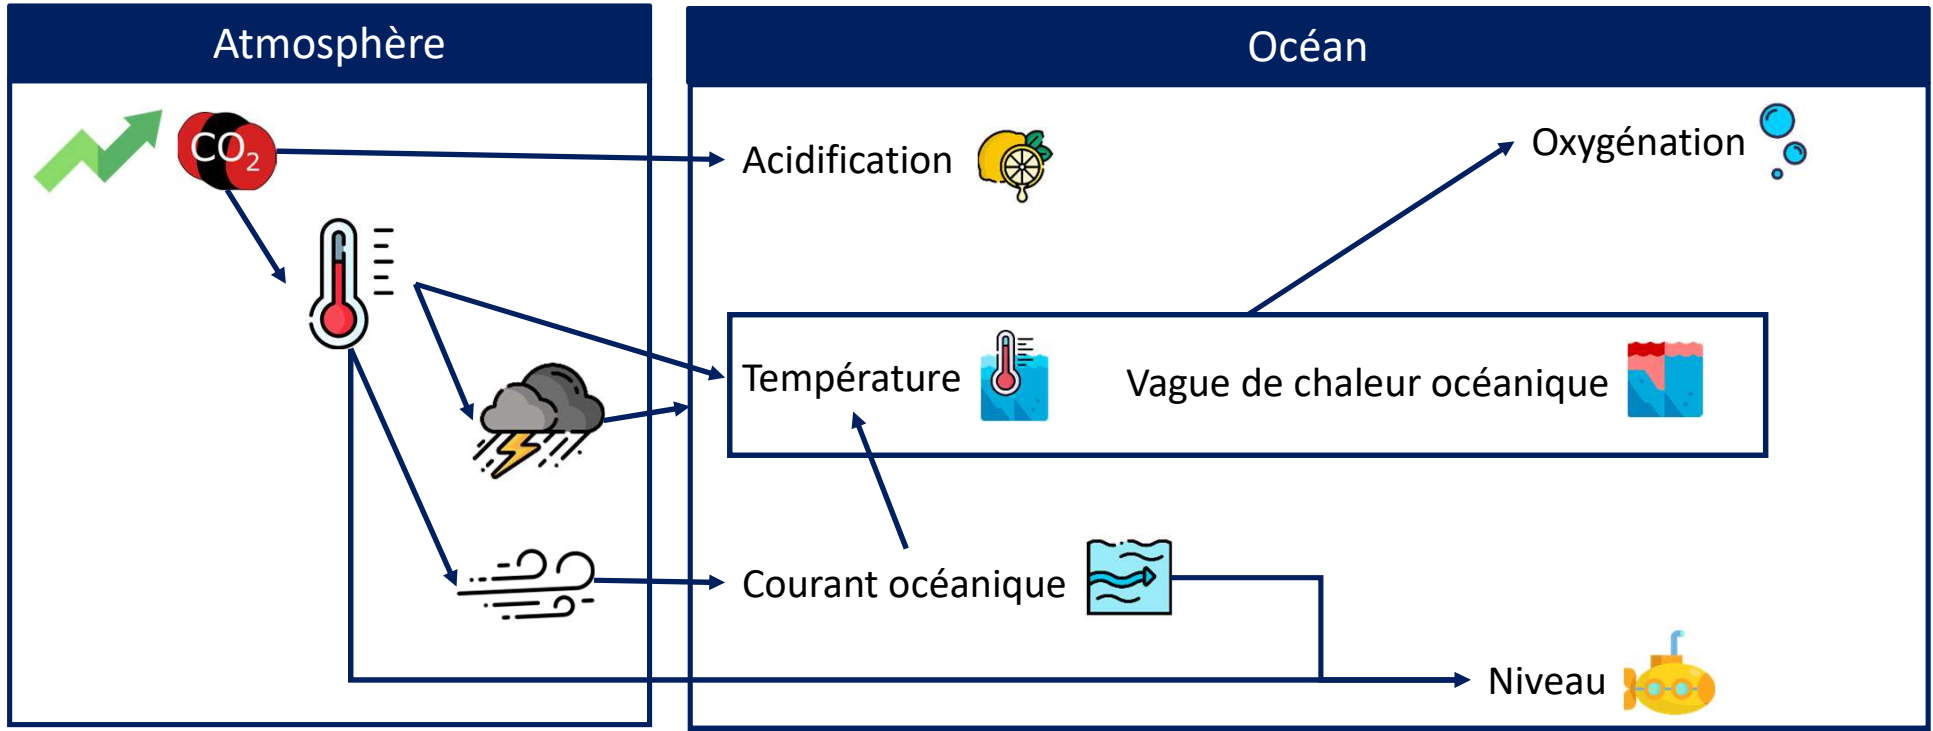 Atmosphère
Océan
CO₂
Acidification
Oxygénation
Température
Vague de chaleur océanique
Courant océanique
Niveau